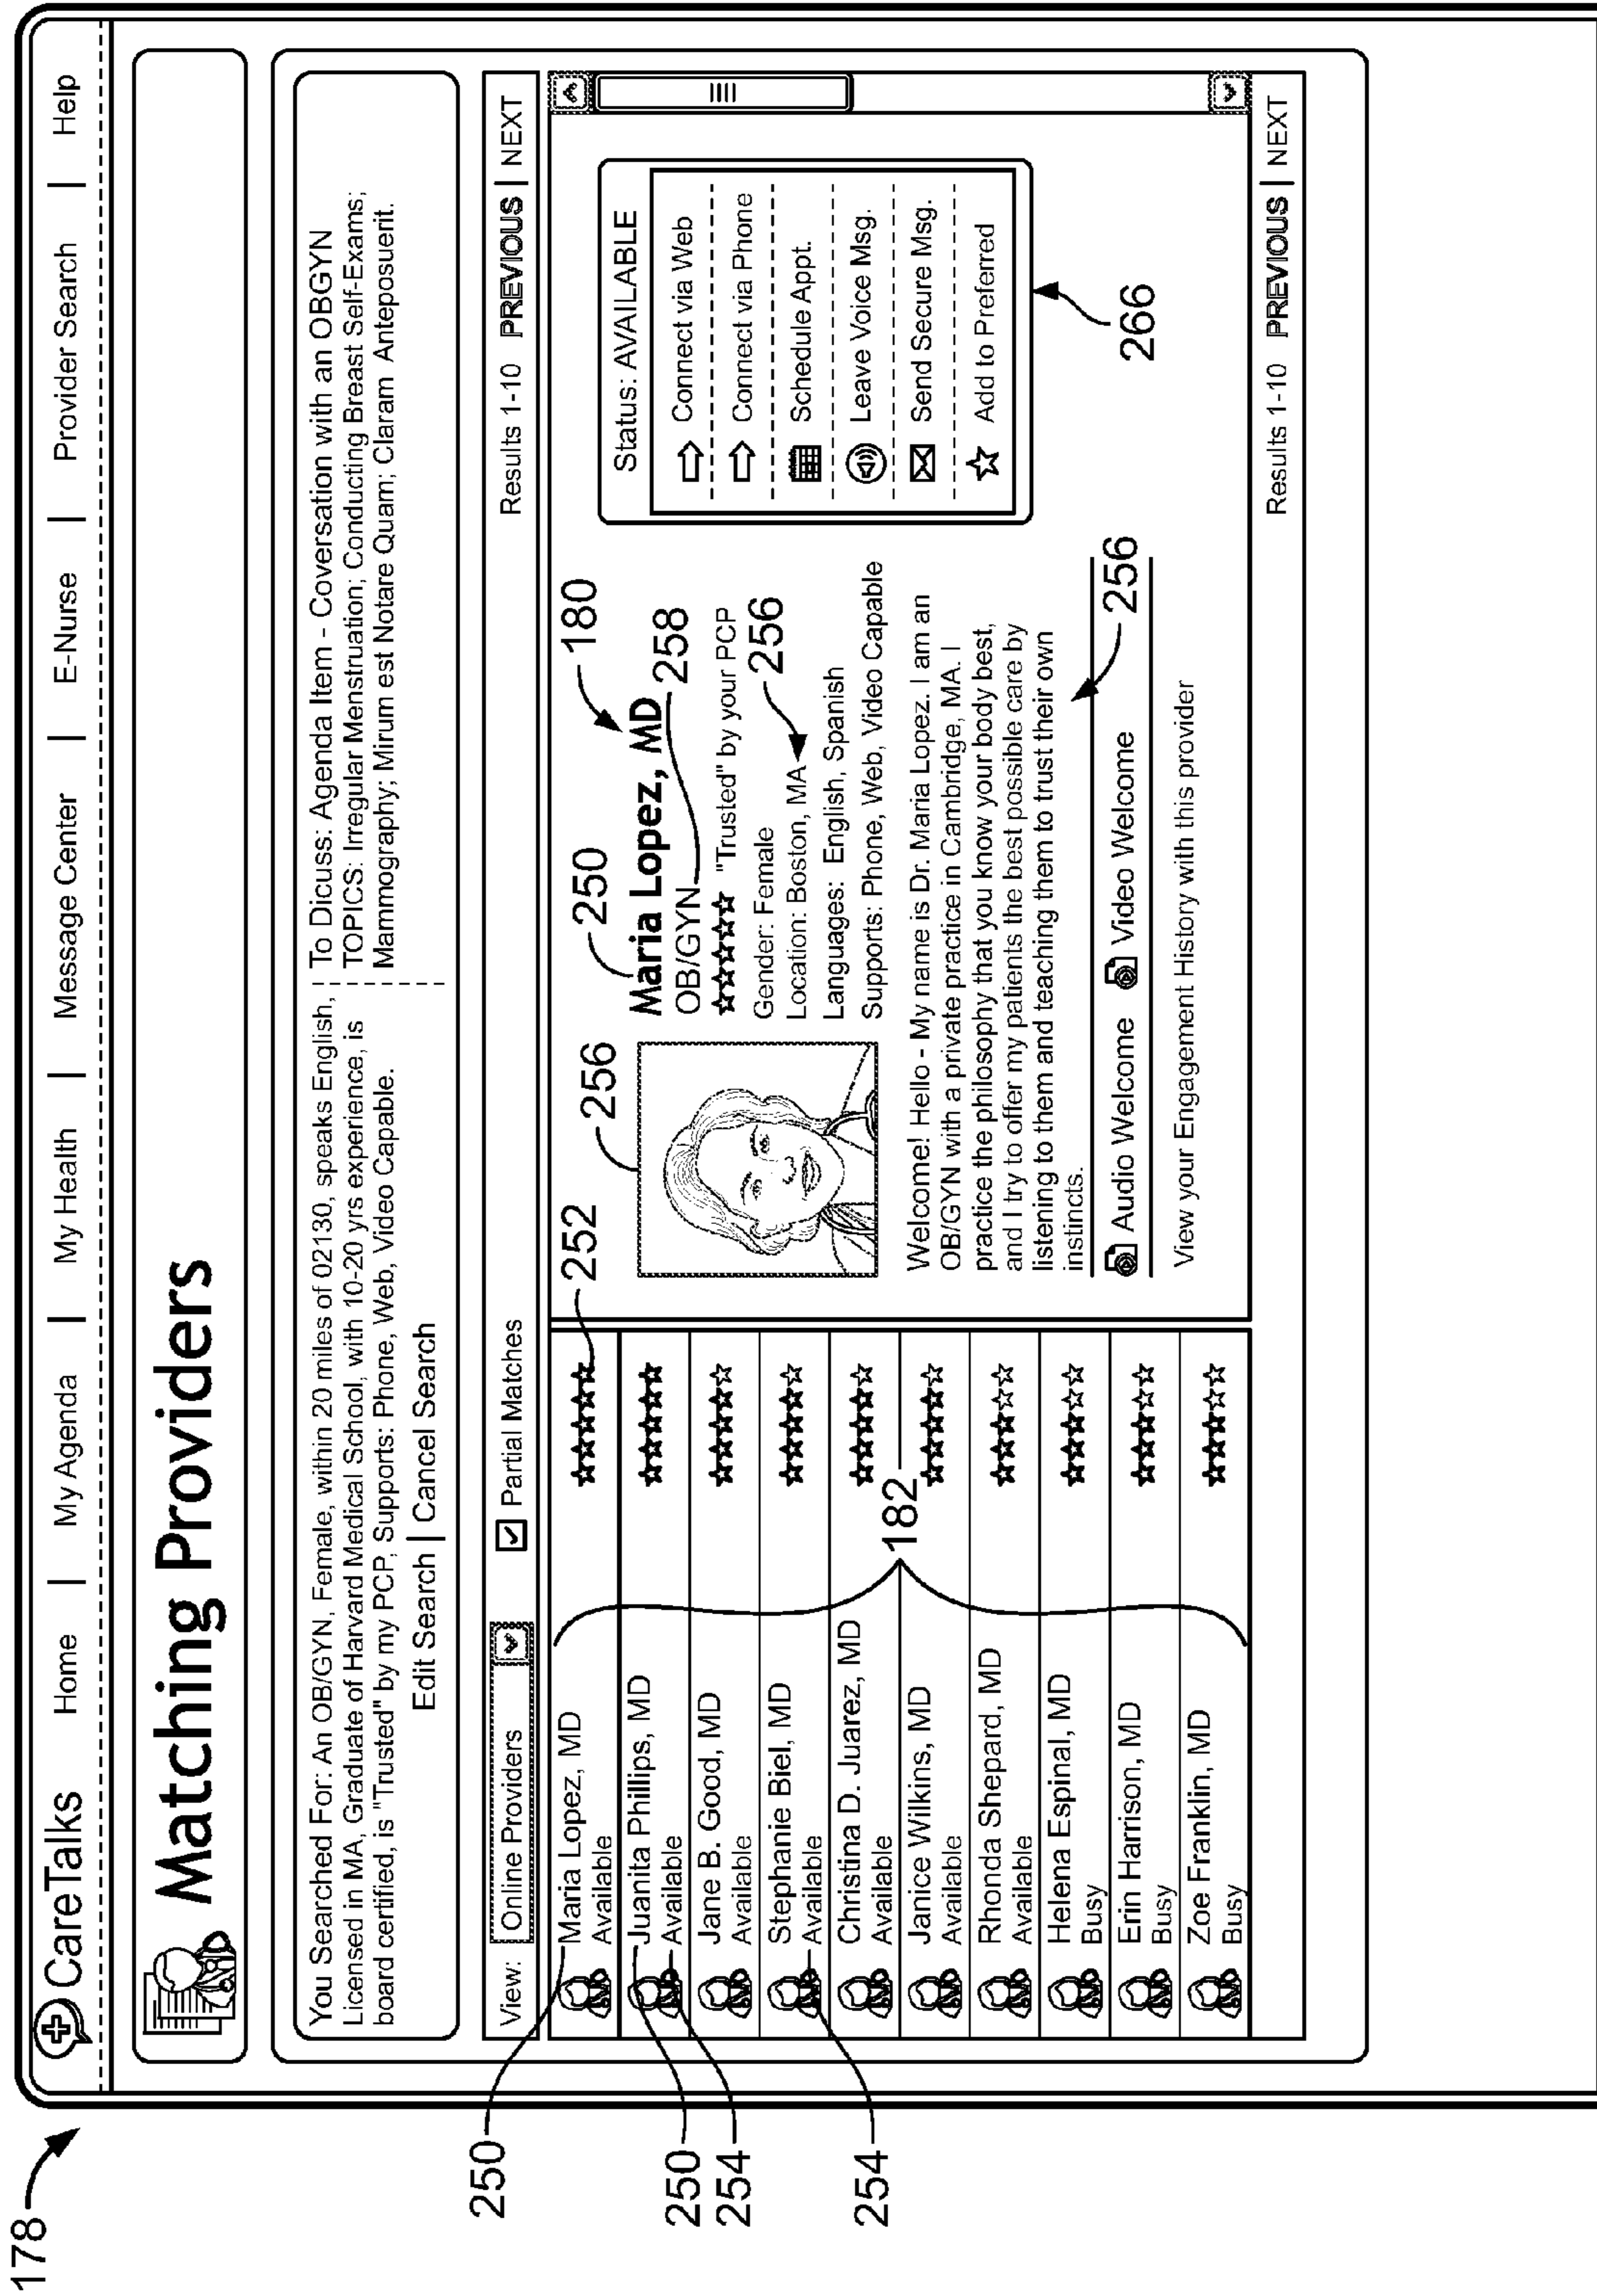 178
CareTalks Home | My Agenda | My Health | Message Center | E-Nurse | Provider Search | Help
Matching Providers
You Searched For: An OB/GYN, Female, within 20 miles of 02130, speaks English,
Licensed in MA, Graduate of Harvard Medical School, with 10-20 yrs experience, is
board certified, is "Trusted" by my PCP, Supports: Phone, Web, Video Capable.
Edit Search | Cancel Search
To Dicuss: Agenda Item - Coversation with an OBGYN
TOPICS: Irregular Menstruation; Conducting Breast Self-Exams;
Mammography; Mirum est Notare Quam; Claram Anteposuerit.
View: Online Providers Partial Matches Results 1-10 PREVIOUS | NEXT
250
Maria Lopez, MD
Available
252
250
Juanita Phillips, MD
254
Available
Jane B. Good, MD
Available
Stephanie Biel, MD
254
Available
Christina D. Juarez, MD
Available
182
Janice Wilkins, MD
Available
Rhonda Shepard, MD
Available
Helena Espinal, MD
Busy
Erin Harrison, MD
Busy
Zoe Franklin, MD
Busy
256
250
180
Maria Lopez, MD
OB/GYN
258
"Trusted" by your PCP
Gender: Female
256
Location: Boston, MA
Languages: English, Spanish
Supports: Phone, Web, Video Capable
Welcome! Hello - My name is Dr. Maria Lopez. I am an
OB/GYN with a private practice in Cambridge, MA. I
practice the philosophy that you know your body best,
and I try to offer my patients the best possible care by
listening to them and teaching them to trust their own
instincts.
256
Audio Welcome Video Welcome
View your Engagement History with this provider
Status: AVAILABLE
Connect via Web
Connect via Phone
Schedule Appt.
Leave Voice Msg.
Send Secure Msg.
Add to Preferred
266
Results 1-10 PREVIOUS | NEXT